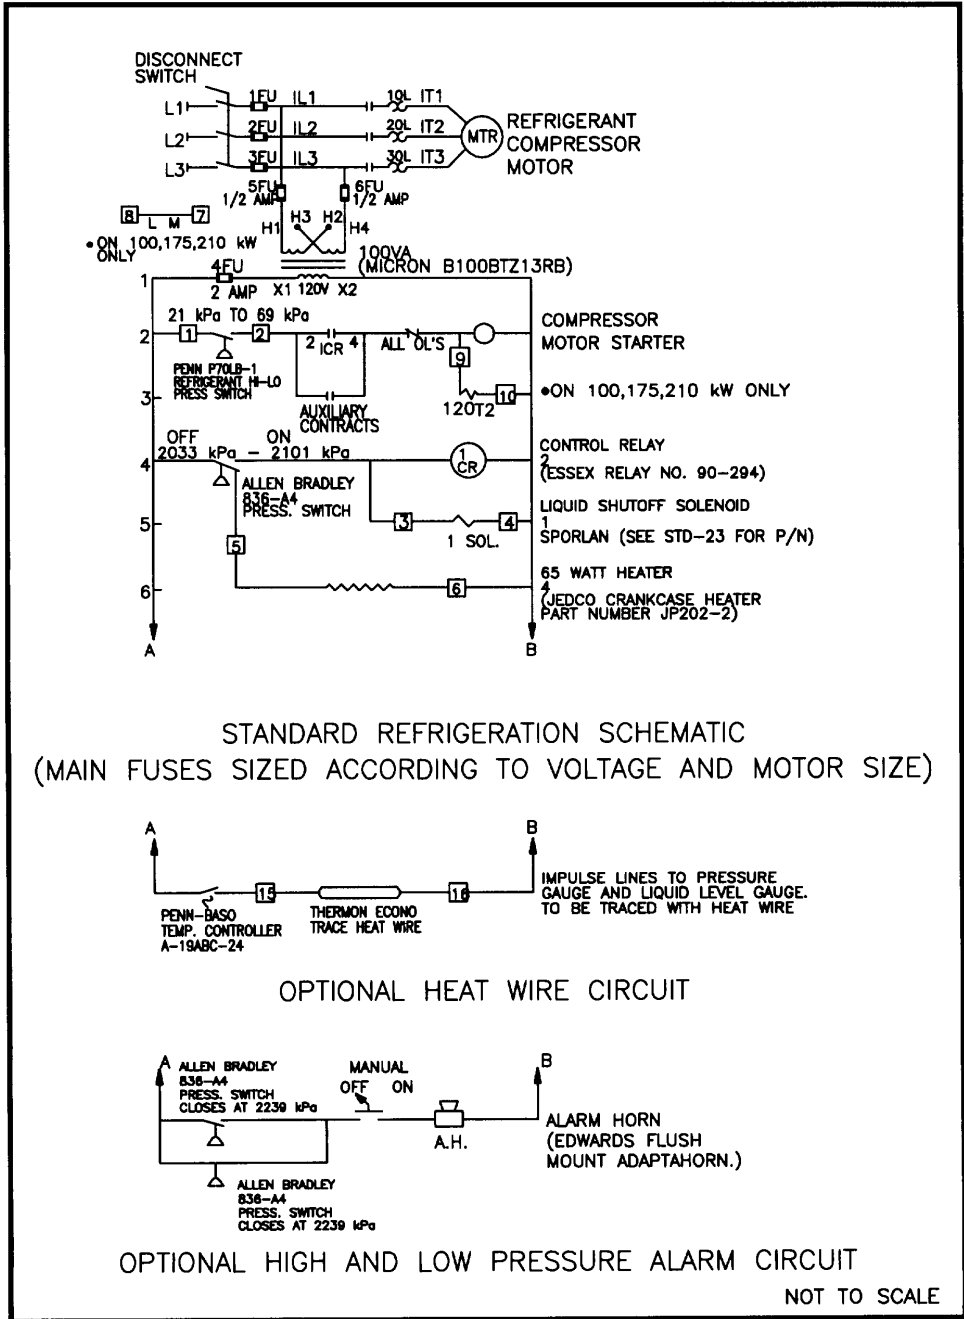 DISCONNECT
SWITCH
L1 1FU IL1 1OL IT1
L2 2FU IL2 2OL IT2
L3 3FU IL3 3OL IT3
MTR
REFRIGERANT
COMPRESSOR
MOTOR
5FU 6FU
1/2 AMP 1/2 AMP
8 L M 7
H1 H3 H2 H4
•ON 100,175,210 kW
ONLY
100VA
(MICRON B100BTZ13RB)
4FU
1
2 AMP X1 120V X2
21 kPa TO 69 kPa
2 1 2 2 ICR 4 ALL OL'S
COMPRESSOR
MOTOR STARTER
PENN P70LB-1
REFRIGERANT HI-LO
PRESS SWITCH
9
3 AUXILIARY
CONTRACTS
120T2 10
•ON 100,175,210 kW ONLY
OFF ON
2033 kPa - 2101 kPa
4 1
CR
CONTROL RELAY
2
(ESSEX RELAY NO. 90-294)
ALLEN BRADLEY
836-A4
PRESS. SWITCH
5 3 4
1 SOL.
LIQUID SHUTOFF SOLENOID
1
SPORLAN (SEE STD-23 FOR P/N)
5
6 6
65 WATT HEATER
4
(JEDCO CRANKCASE HEATER
PART NUMBER JP202-2)
A B
STANDARD REFRIGERATION SCHEMATIC
(MAIN FUSES SIZED ACCORDING TO VOLTAGE AND MOTOR SIZE)
A B
15 16
PENN-BASO
TEMP. CONTROLLER
A-19ABC-24
THERMON ECONO
TRACE HEAT WIRE
IMPULSE LINES TO PRESSURE
GAUGE AND LIQUID LEVEL GAUGE.
TO BE TRACED WITH HEAT WIRE
OPTIONAL HEAT WIRE CIRCUIT
A B
ALLEN BRADLEY
836-A4
PRESS. SWITCH
CLOSES AT 2239 kPa
MANUAL
OFF ON
A.H.
ALARM HORN
(EDWARDS FLUSH
MOUNT ADAPTAHORN.)
ALLEN BRADLEY
836-A4
PRESS. SWITCH
CLOSES AT 2239 kPa
OPTIONAL HIGH AND LOW PRESSURE ALARM CIRCUIT
NOT TO SCALE